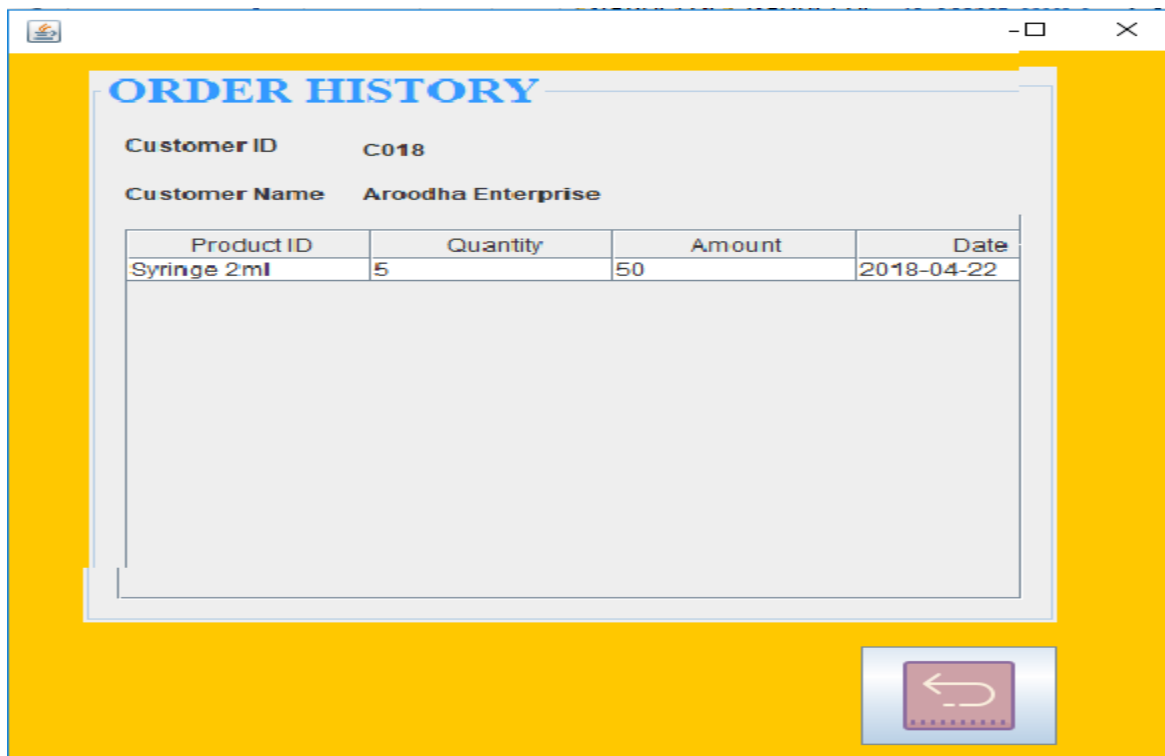 ORDER HISTORY
Customer ID C018
Customer Name Aroodha Enterprise
Product ID Quantity Amount Date
Syringe 2ml 5 50 2018-04-22